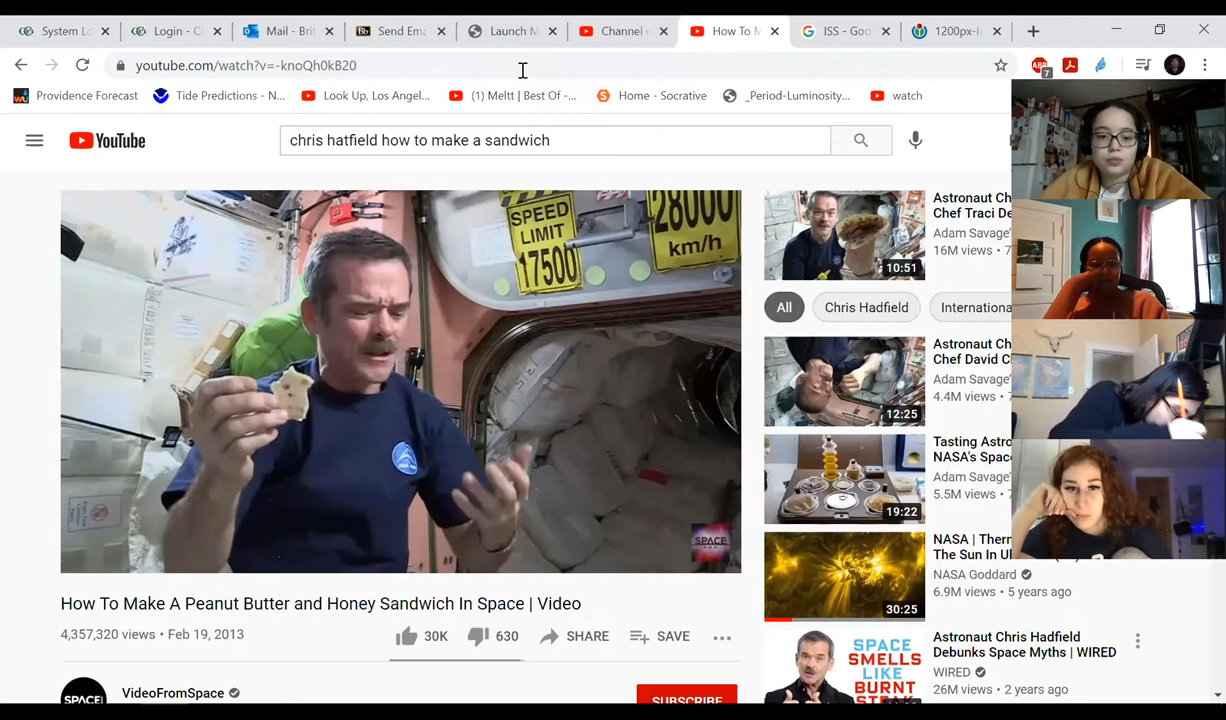 System Lo
Login - C
Mail - Brit
Send Ema
Launch M
Channel c
How To M
ISS - Goo
1200px-I
youtube.com/watch?v=-knoQh0kB20
ABP
7
Providence Forecast
Tide Predictions - N...
Look Up, Los Angel...
(1) Meltt | Best Of -...
Home - Socrative
_Period-Luminosity...
watch
YouTube
chris hatfield how to make a sandwich
SPEED
LIMIT
17500
28000
km/h
SPACE
Astronaut C
Chef Traci De
Adam Savage'
16M views • 7
10:51
All
Chris Hadfield
Internationa
Astronaut C
Chef David C
Adam Savage'
4.4M views •
12:25
Tasting Astro
NASA's Space
Adam Savage'
5.5M views •
19:22
NASA | Therm
The Sun In Ul
NASA Goddard
6.9M views • 5 years ago
30:25
How To Make A Peanut Butter and Honey Sandwich In Space | Video
4,357,320 views • Feb 19, 2013
30K
630
SHARE
SAVE
SPACE
SMELLS
LIKE
BURNT
STEAK
Astronaut Chris Hadfield
Debunks Space Myths | WIRED
WIRED
26M views • 2 years ago
SPACE
VideoFromSpace
SUBSCRIBE